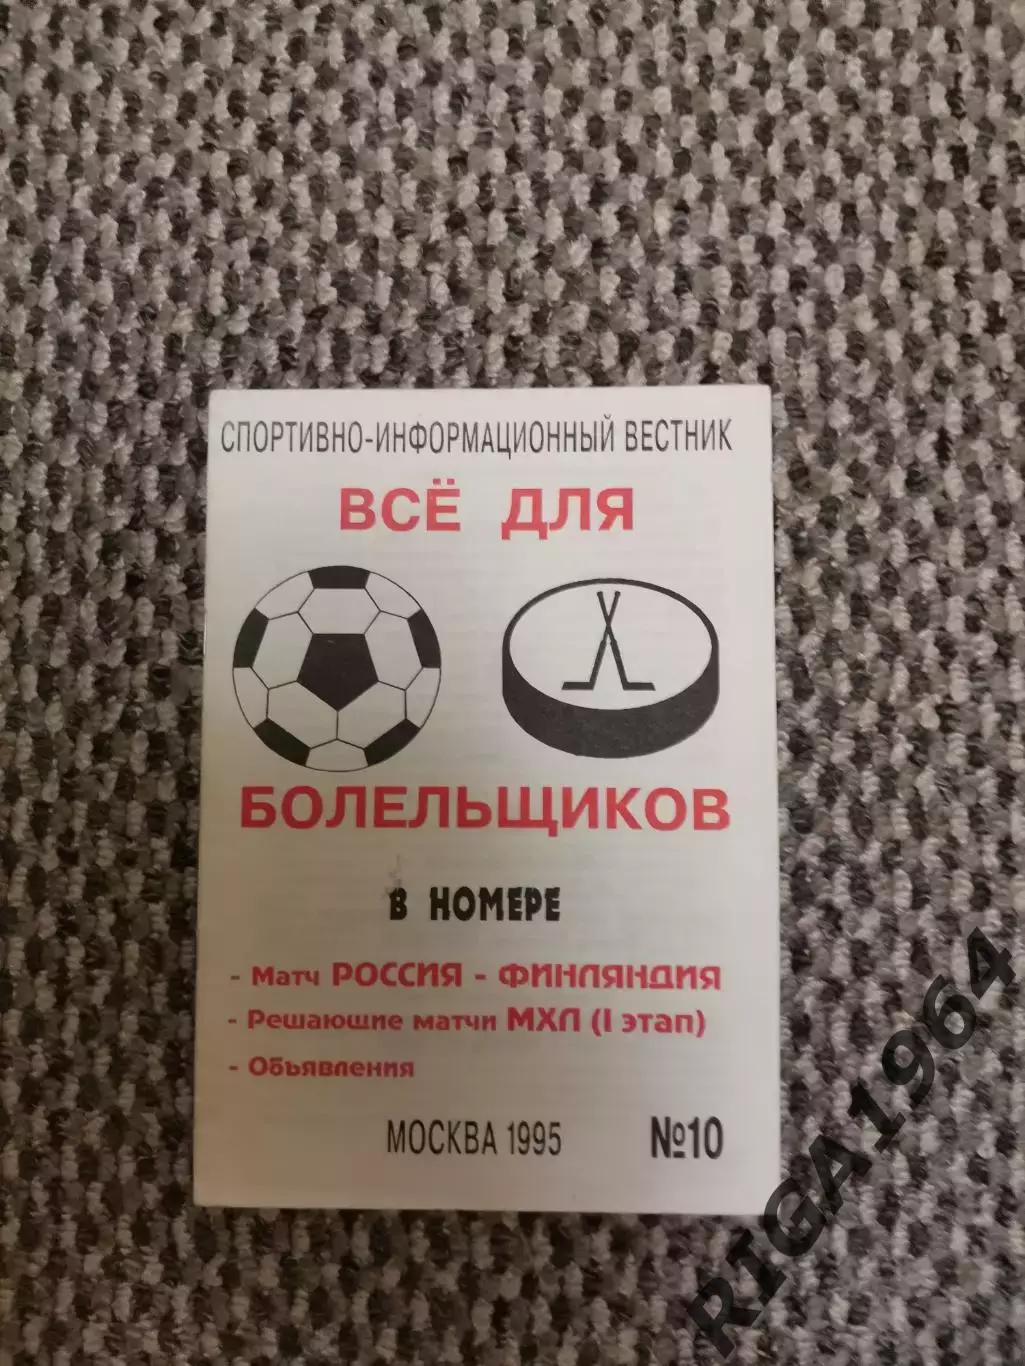 СПОРТИВНО-ИНФОРМАЦИОННЫЙ ВЕСТНИК
ВСЁ ДЛЯ
БОЛЕЛЬЩИКОВ
В НОМЕРЕ
- Матч РОССИЯ - ФИНЛЯНДИЯ
- Решающие матчи МХЛ (I этап)
- Объявления
МОСКВА 1995 №10
RIGA1964